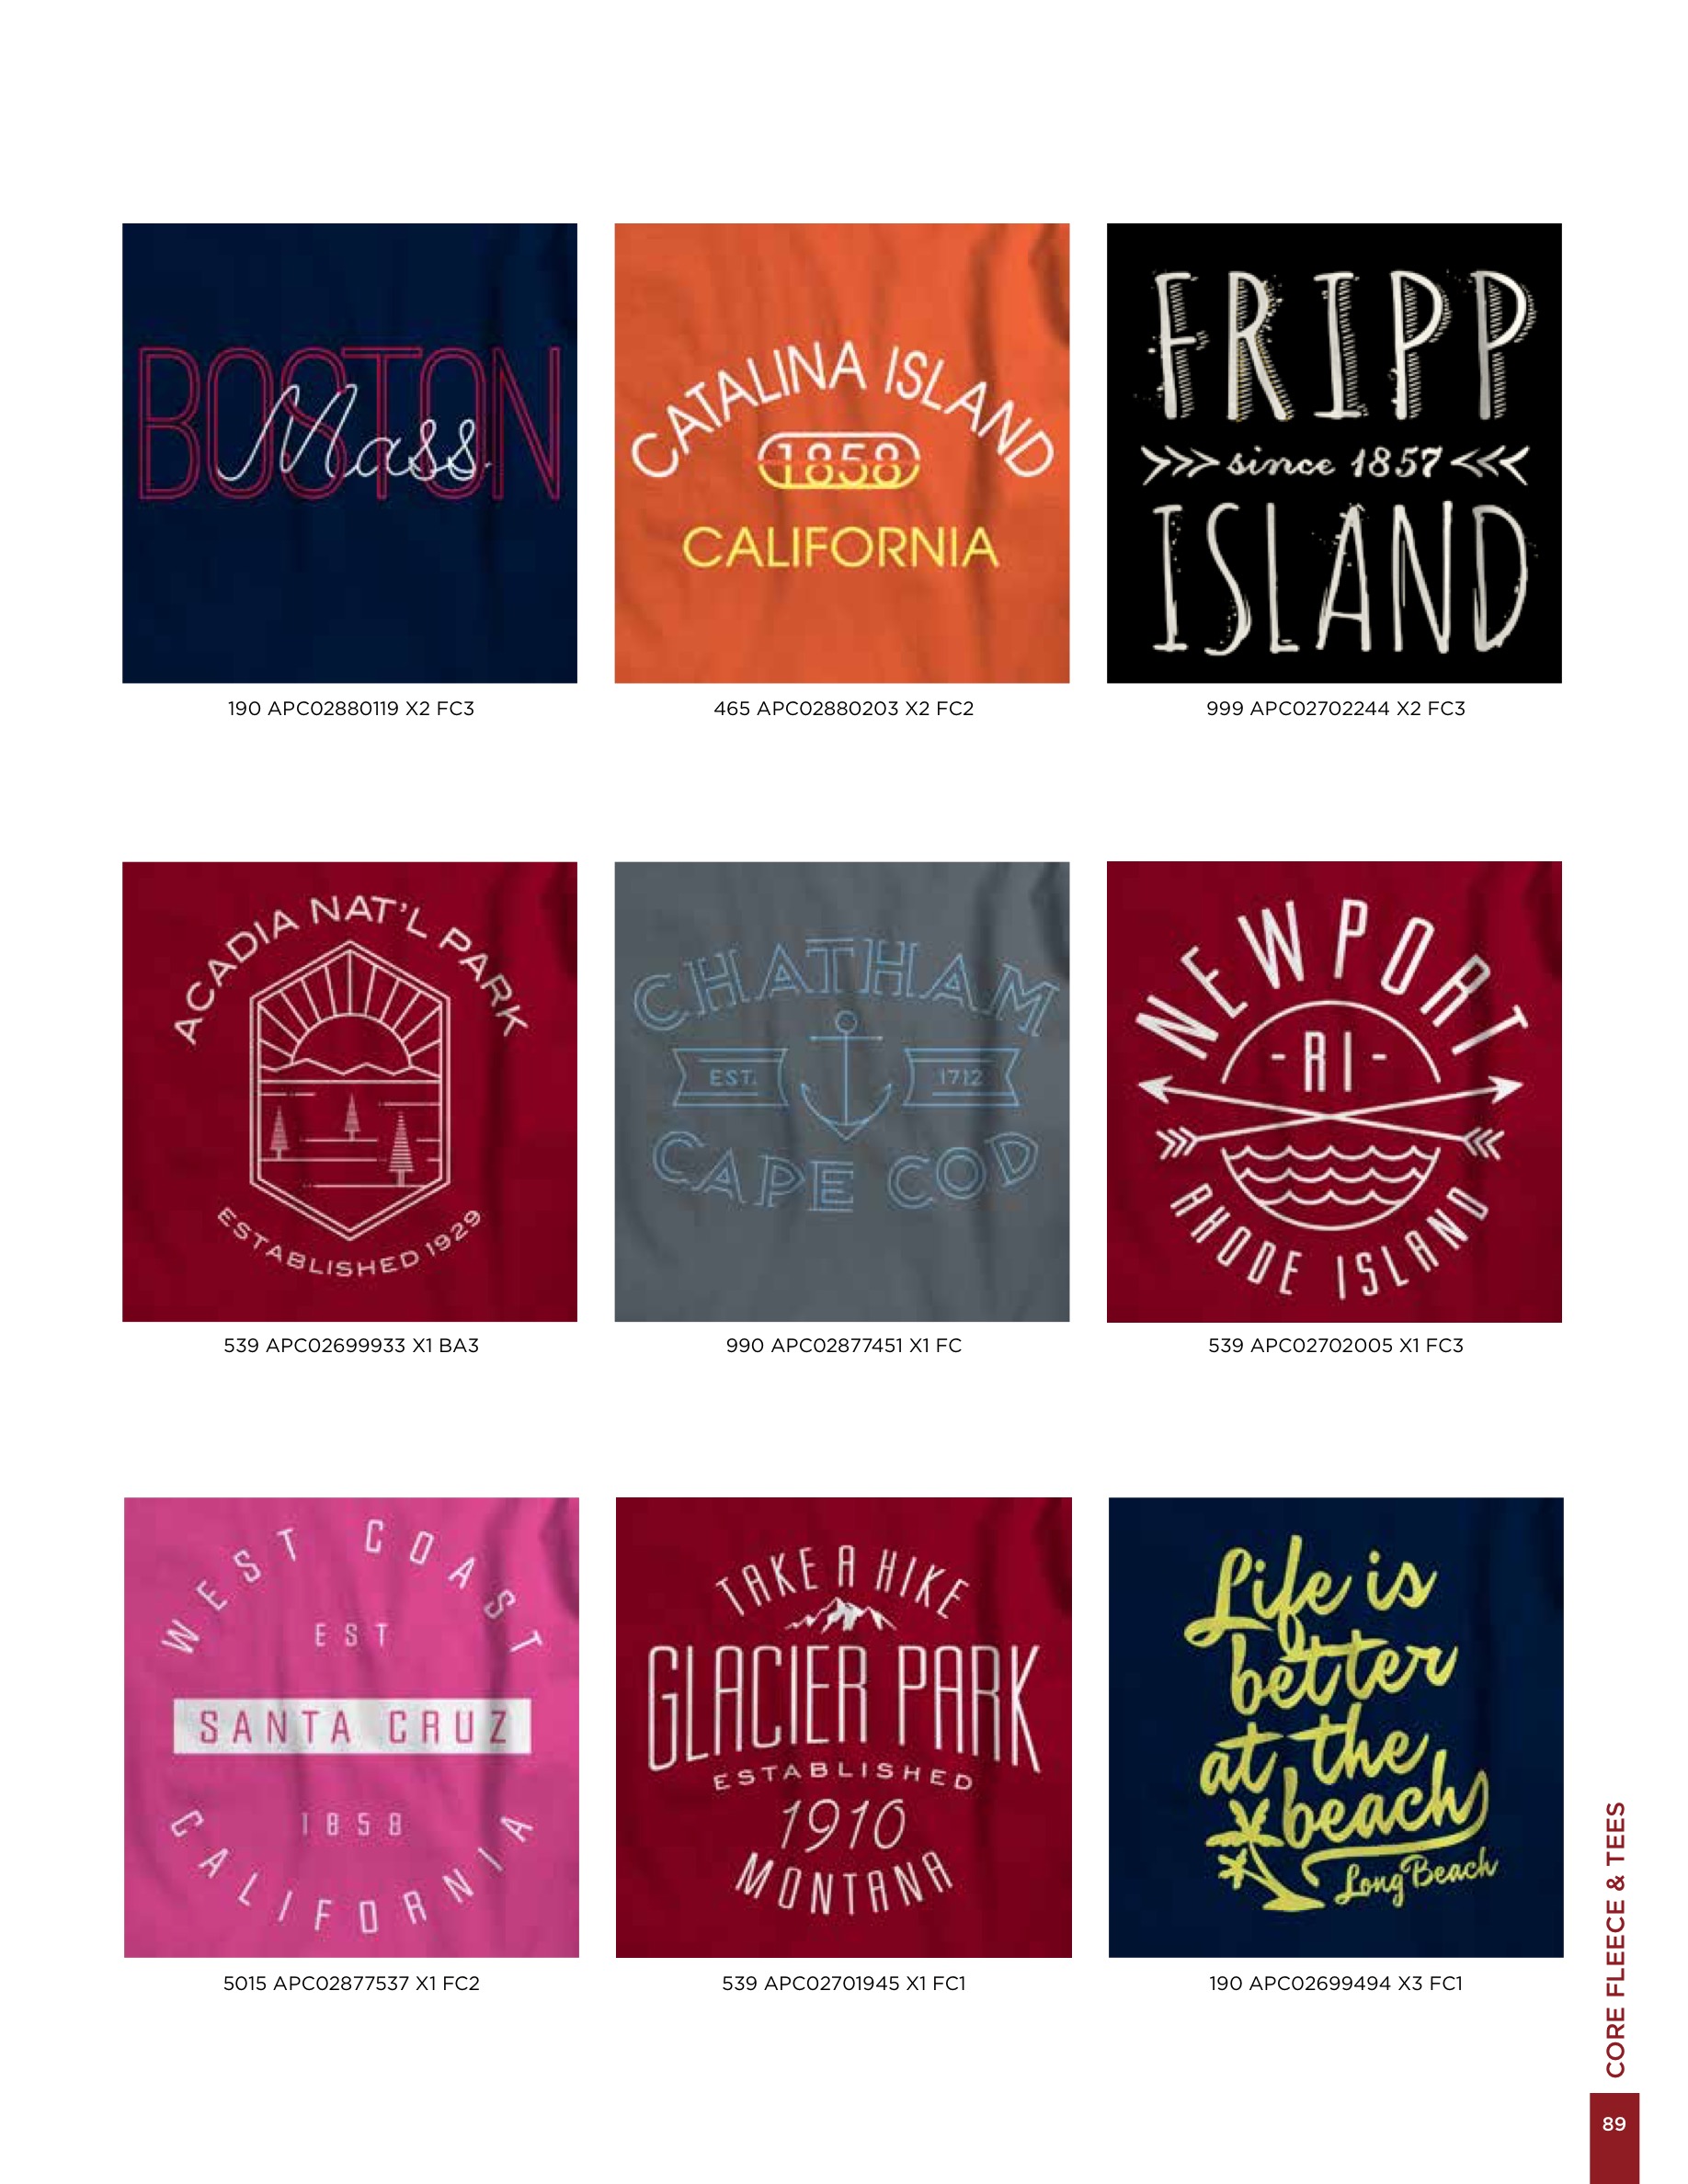 BOSTON
Mass.
190 APC02880119 X2 FC3
CATALINA ISLAND
1858
CALIFORNIA
465 APC02880203 X2 FC2
FRIPP
since 1857
ISLAND
999 APC02702244 X2 FC3
ACADIA NAT'L PARK
ESTABLISHED 1929
539 APC02699933 X1 BA3
CHATHAM
EST. 1712
CAPE COD
990 APC02877451 X1 FC
NEWPORT
-RI-
RHODE ISLAND
539 APC02702005 X1 FC3
WEST COAST
EST
SANTA CRUZ
1858
CALIFORNIA
5015 APC02877537 X1 FC2
TAKE A HIKE
GLACIER PARK
ESTABLISHED
1910
MONTANA
539 APC02701945 X1 FC1
Life is
better
at the
beach
Long Beach
190 APC02699494 X3 FC1
CORE FLEECE & TEES
89